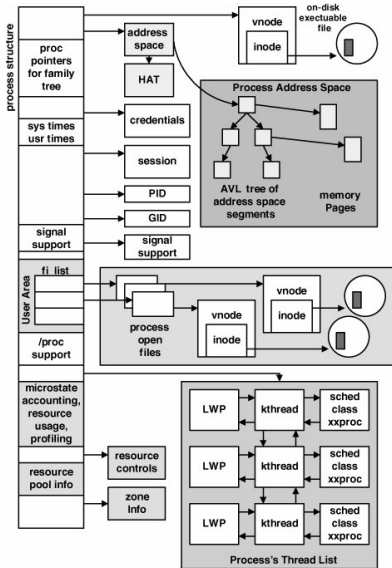 process structure
on-disk
exectuable
file
vnode
inode
address
space
proc
pointers
for family
tree
HAT
Process Address Space
credentials
sys times
usr times
session
AVL tree of
address space
segments
memory
Pages
PID
GID
signal
support
signal
support
User Area
fi_list
process
open
files
vnode
inode
vnode
inode
/proc
support
microstate
accounting,
resource
usage,
profiling
LWP
kthread
sched
class
xxproc
resource
controls
LWP
kthread
sched
class
xxproc
resource
pool info
zone
Info
LWP
kthread
sched
class
xxproc
Process's Thread List